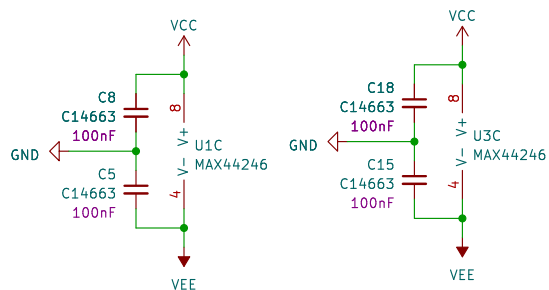 VCC
C8
C14663
100nF
8
V+
U1C
MAX44246
GND
V-
C5
C14663
100nF
4
VEE
VCC
C18
C14663
100nF
8
V+
U3C
MAX44246
GND
V-
C15
C14663
100nF
4
VEE